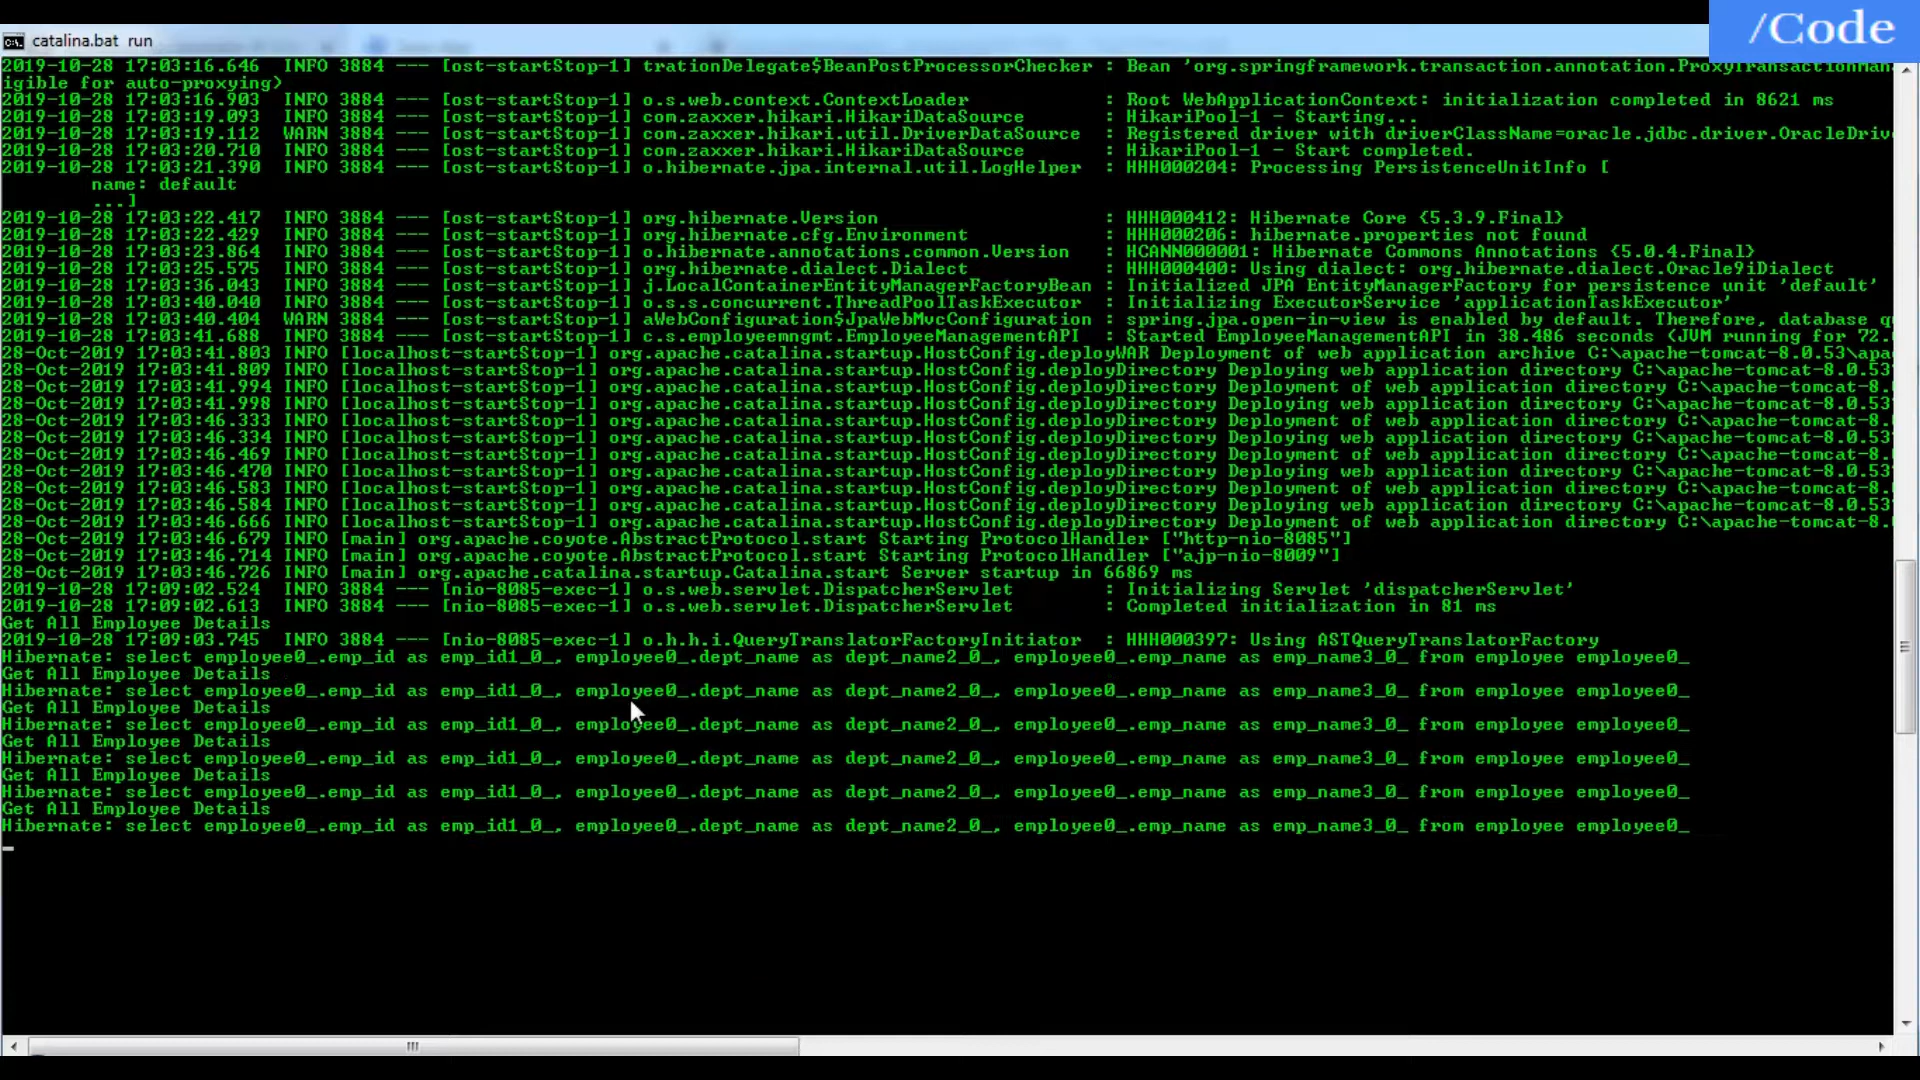 /Code
catalina.bat run
2019-10-28 17:03:16.646 INFO 3884 --- [ost-startStop-1] trationDelegate$BeanPostProcessorChecker : Bean 'org.springframework.transaction.annotation.ProxyTransactionMan
igible for auto-proxying)
2019-10-28 17:03:16.903 INFO 3884 --- [ost-startStop-1] o.s.web.context.ContextLoader : Root WebApplicationContext: initialization completed in 8621 ms
2019-10-28 17:03:19.093 INFO 3884 --- [ost-startStop-1] com.zaxxer.hikari.HikariDataSource : HikariPool-1 - Starting...
2019-10-28 17:03:19.112 WARN 3884 --- [ost-startStop-1] com.zaxxer.hikari.util.DriverDataSource : Registered driver with driverClassName=oracle.jdbc.driver.OracleDriv
2019-10-28 17:03:20.710 INFO 3884 --- [ost-startStop-1] com.zaxxer.hikari.HikariDataSource : HikariPool-1 - Start completed.
2019-10-28 17:03:21.390 INFO 3884 --- [ost-startStop-1] o.hibernate.jpa.internal.util.LogHelper : HHH000204: Processing PersistenceUnitInfo [
name: default
...]
2019-10-28 17:03:22.417 INFO 3884 --- [ost-startStop-1] org.hibernate.Version : HHH000412: Hibernate Core {5.3.9.Final}
2019-10-28 17:03:22.429 INFO 3884 --- [ost-startStop-1] org.hibernate.cfg.Environment : HHH000206: hibernate.properties not found
2019-10-28 17:03:23.864 INFO 3884 --- [ost-startStop-1] o.hibernate.annotations.common.Version : HCANN000001: Hibernate Commons Annotations {5.0.4.Final}
2019-10-28 17:03:25.575 INFO 3884 --- [ost-startStop-1] org.hibernate.dialect.Dialect : HHH000400: Using dialect: org.hibernate.dialect.Oracle9iDialect
2019-10-28 17:03:36.043 INFO 3884 --- [ost-startStop-1] j.LocalContainerEntityManagerFactoryBean : Initialized JPA EntityManagerFactory for persistence unit 'default'
2019-10-28 17:03:40.040 INFO 3884 --- [ost-startStop-1] o.s.s.concurrent.ThreadPoolTaskExecutor : Initializing ExecutorService 'applicationTaskExecutor'
2019-10-28 17:03:40.404 WARN 3884 --- [ost-startStop-1] aWebConfiguration$JpaWebMvcConfiguration : spring.jpa.open-in-view is enabled by default. Therefore, database qu
2019-10-28 17:03:41.688 INFO 3884 --- [ost-startStop-1] c.s.employeemngmt.EmployeeManagementAPI : Started EmployeeManagementAPI in 38.486 seconds (JVM running for 72.
28-Oct-2019 17:03:41.803 INFO [localhost-startStop-1] org.apache.catalina.startup.HostConfig.deployWAR Deployment of web application archive C:\apache-tomcat-8.0.53\apa
28-Oct-2019 17:03:41.809 INFO [localhost-startStop-1] org.apache.catalina.startup.HostConfig.deployDirectory Deploying web application directory C:\apache-tomcat-8.0.53
28-Oct-2019 17:03:41.994 INFO [localhost-startStop-1] org.apache.catalina.startup.HostConfig.deployDirectory Deployment of web application directory C:\apache-tomcat-8.
28-Oct-2019 17:03:41.998 INFO [localhost-startStop-1] org.apache.catalina.startup.HostConfig.deployDirectory Deploying web application directory C:\apache-tomcat-8.0.53
28-Oct-2019 17:03:46.333 INFO [localhost-startStop-1] org.apache.catalina.startup.HostConfig.deployDirectory Deployment of web application directory C:\apache-tomcat-8.
28-Oct-2019 17:03:46.334 INFO [localhost-startStop-1] org.apache.catalina.startup.HostConfig.deployDirectory Deploying web application directory C:\apache-tomcat-8.0.53
28-Oct-2019 17:03:46.469 INFO [localhost-startStop-1] org.apache.catalina.startup.HostConfig.deployDirectory Deployment of web application directory C:\apache-tomcat-8.
28-Oct-2019 17:03:46.470 INFO [localhost-startStop-1] org.apache.catalina.startup.HostConfig.deployDirectory Deploying web application directory C:\apache-tomcat-8.0.53
28-Oct-2019 17:03:46.583 INFO [localhost-startStop-1] org.apache.catalina.startup.HostConfig.deployDirectory Deployment of web application directory C:\apache-tomcat-8.
28-Oct-2019 17:03:46.584 INFO [localhost-startStop-1] org.apache.catalina.startup.HostConfig.deployDirectory Deploying web application directory C:\apache-tomcat-8.0.53
28-Oct-2019 17:03:46.666 INFO [localhost-startStop-1] org.apache.catalina.startup.HostConfig.deployDirectory Deployment of web application directory C:\apache-tomcat-8.
28-Oct-2019 17:03:46.679 INFO [main] org.apache.coyote.AbstractProtocol.start Starting ProtocolHandler ["http-nio-8085"]
28-Oct-2019 17:03:46.714 INFO [main] org.apache.coyote.AbstractProtocol.start Starting ProtocolHandler ["ajp-nio-8009"]
28-Oct-2019 17:03:46.726 INFO [main] org.apache.catalina.startup.Catalina.start Server startup in 66869 ms
2019-10-28 17:09:02.524 INFO 3884 --- [nio-8085-exec-1] o.s.web.servlet.DispatcherServlet : Initializing Servlet 'dispatcherServlet'
2019-10-28 17:09:02.613 INFO 3884 --- [nio-8085-exec-1] o.s.web.servlet.DispatcherServlet : Completed initialization in 81 ms
Get All Employee Details
2019-10-28 17:09:03.745 INFO 3884 --- [nio-8085-exec-1] o.h.h.i.QueryTranslatorFactoryInitiator : HHH000397: Using ASTQueryTranslatorFactory
Hibernate: select employee0_.emp_id as emp_id1_0_, employee0_.dept_name as dept_name2_0_, employee0_.emp_name as emp_name3_0_ from employee employee0_
Get All Employee Details
Hibernate: select employee0_.emp_id as emp_id1_0_, employee0_.dept_name as dept_name2_0_, employee0_.emp_name as emp_name3_0_ from employee employee0_
Get All Employee Details
Hibernate: select employee0_.emp_id as emp_id1_0_, employee0_.dept_name as dept_name2_0_, employee0_.emp_name as emp_name3_0_ from employee employee0_
Get All Employee Details
Hibernate: select employee0_.emp_id as emp_id1_0_, employee0_.dept_name as dept_name2_0_, employee0_.emp_name as emp_name3_0_ from employee employee0_
Get All Employee Details
Hibernate: select employee0_.emp_id as emp_id1_0_, employee0_.dept_name as dept_name2_0_, employee0_.emp_name as emp_name3_0_ from employee employee0_
Get All Employee Details
Hibernate: select employee0_.emp_id as emp_id1_0_, employee0_.dept_name as dept_name2_0_, employee0_.emp_name as emp_name3_0_ from employee employee0_